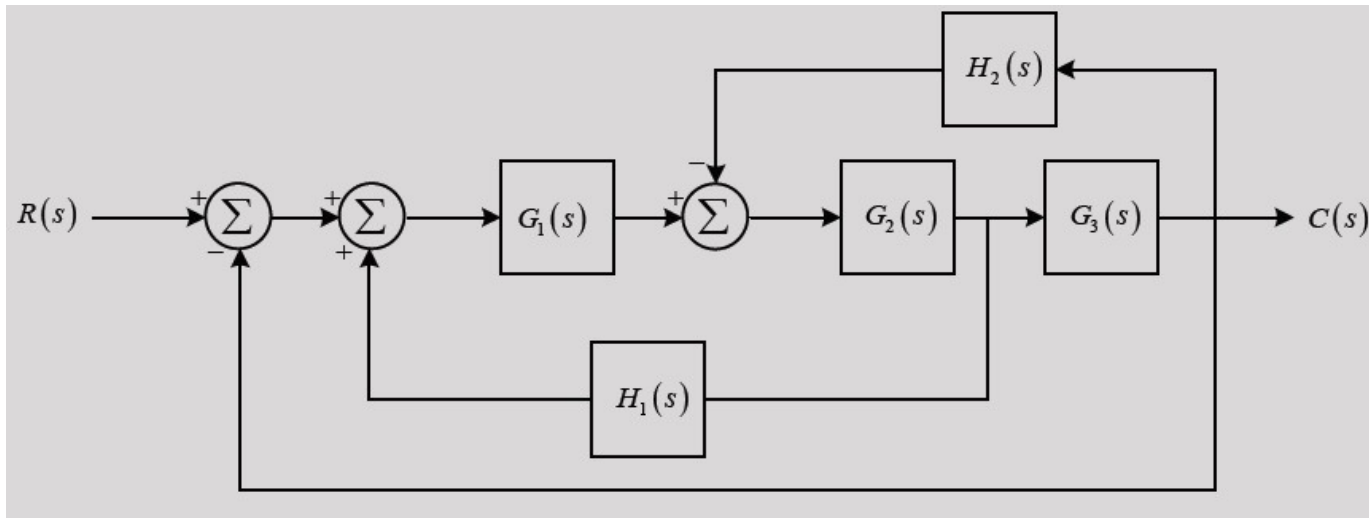 H₂(s)
−
R(s)
+
Σ
−
+
Σ
+
G₁(s)
+
Σ
G₂(s)
G₃(s)
C(s)
H₁(s)